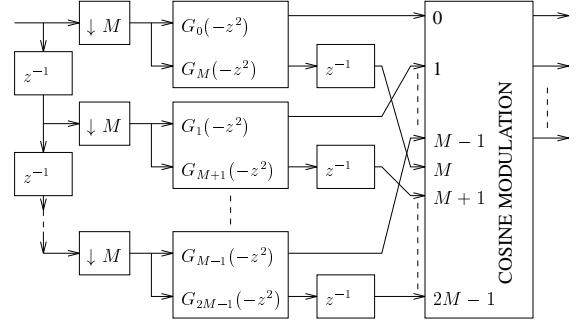 ↓ M
G₀(−z²)
0
z⁻¹
G_M(−z²)
z⁻¹
1
↓ M
G₁(−z²)
M − 1
z⁻¹
G_{M+1}(−z²)
z⁻¹
M
M + 1
↓ M
G_{M−1}(−z²)
G_{2M−1}(−z²)
z⁻¹
2M − 1
COSINE MODULATION